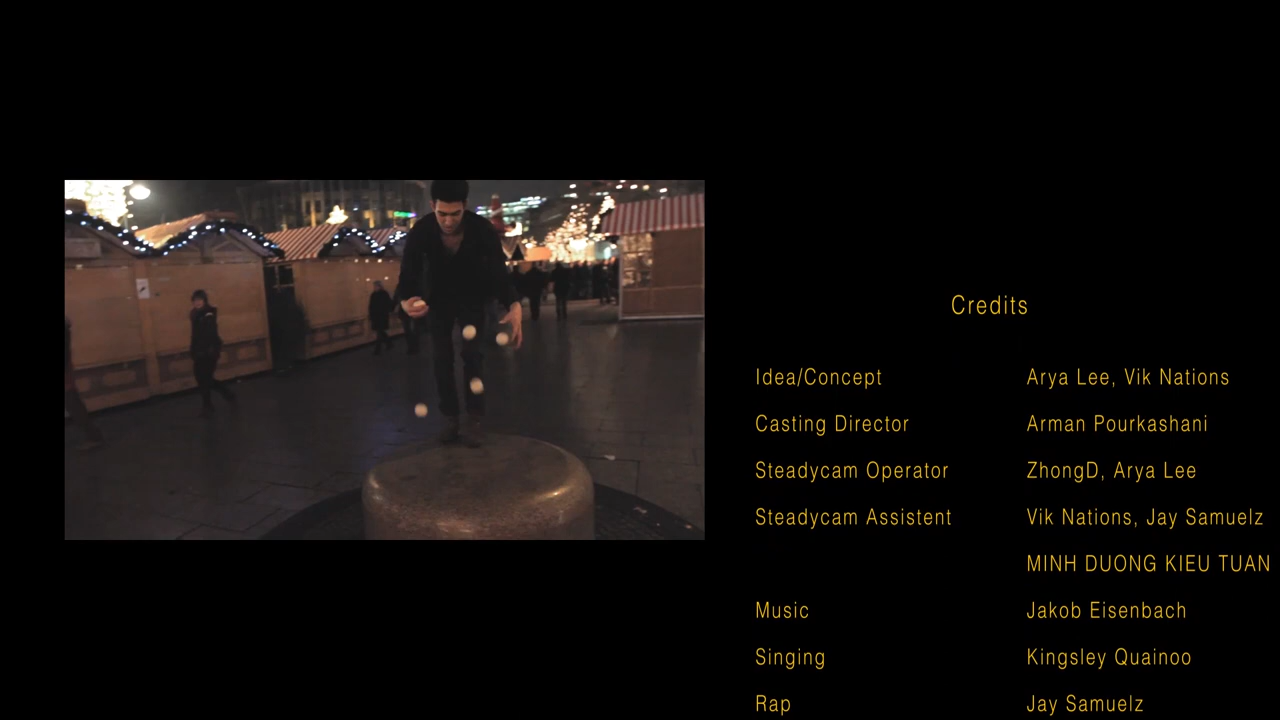 Credits
Idea/Concept Arya Lee, Vik Nations
Casting Director Arman Pourkashani
Steadycam Operator ZhongD, Arya Lee
Steadycam Assistent Vik Nations, Jay Samuelz
MINH DUONG KIEU TUAN
Music Jakob Eisenbach
Singing Kingsley Quainoo
Rap Jay Samuelz